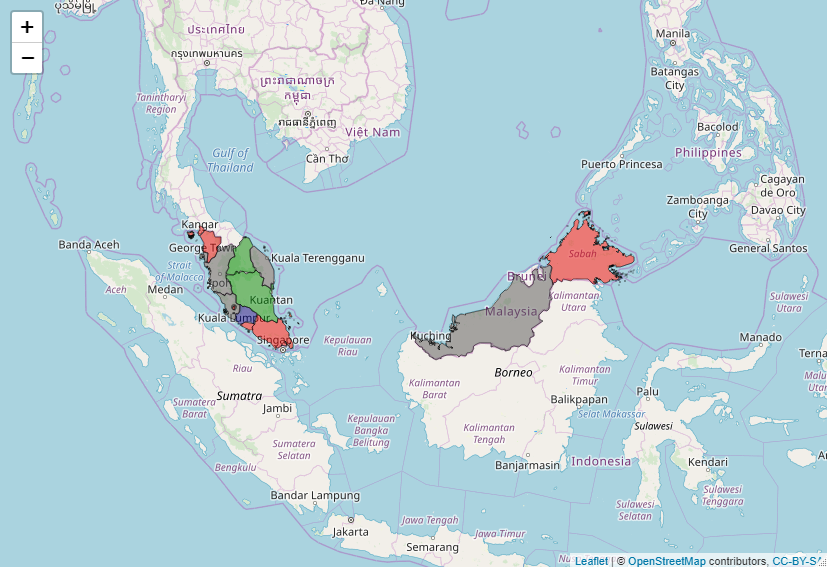 +
−
Đà Nẵng
ประเทศไทย
กรุงเทพมหานคร
Manila
Batangas
City
Tanintharyi
Region
ព្រះរាជាណាចក្រ
កម្ពុជា
រាជធានីភ្នំពេញ
Việt Nam
Cần Thơ
Bacolod
Philippines
Gulf of
Thailand
Puerto Princesa
Cagayan
de Oro
Zamboanga
City
Davao City
Kangar
Banda Aceh
George Town
Kuala Terengganu
General Santos
Strait
of Malacca
Sabah
Aceh
Medan
Ipoh
Kuantan
Brunei
Malaysia
Kalimantan
Utara
Sulawesi
Utara
Kuala Lumpur
Kuching
Singapore
Kepulauan
Riau
Manado
Riau
Sumatra
Borneo
Kalimantan
Barat
Kalimantan
Timur
Palu
Sumatera
Barat
Jambi
Balikpapan
Selat Makassar
Kepulauan
Bangka
Belitung
Kalimantan
Tengah
Sulawesi
Sumatera
Selatan
Bengkulu
Banjarmasin
Indonesia
Kendari
Bandar Lampung
Sulawesi
Tenggara
Sulawesi
Selatan
Jakarta
Jawa Tengah
Jawa Timur
Semarang
Leaflet | © OpenStreetMap contributors, CC-BY-SA